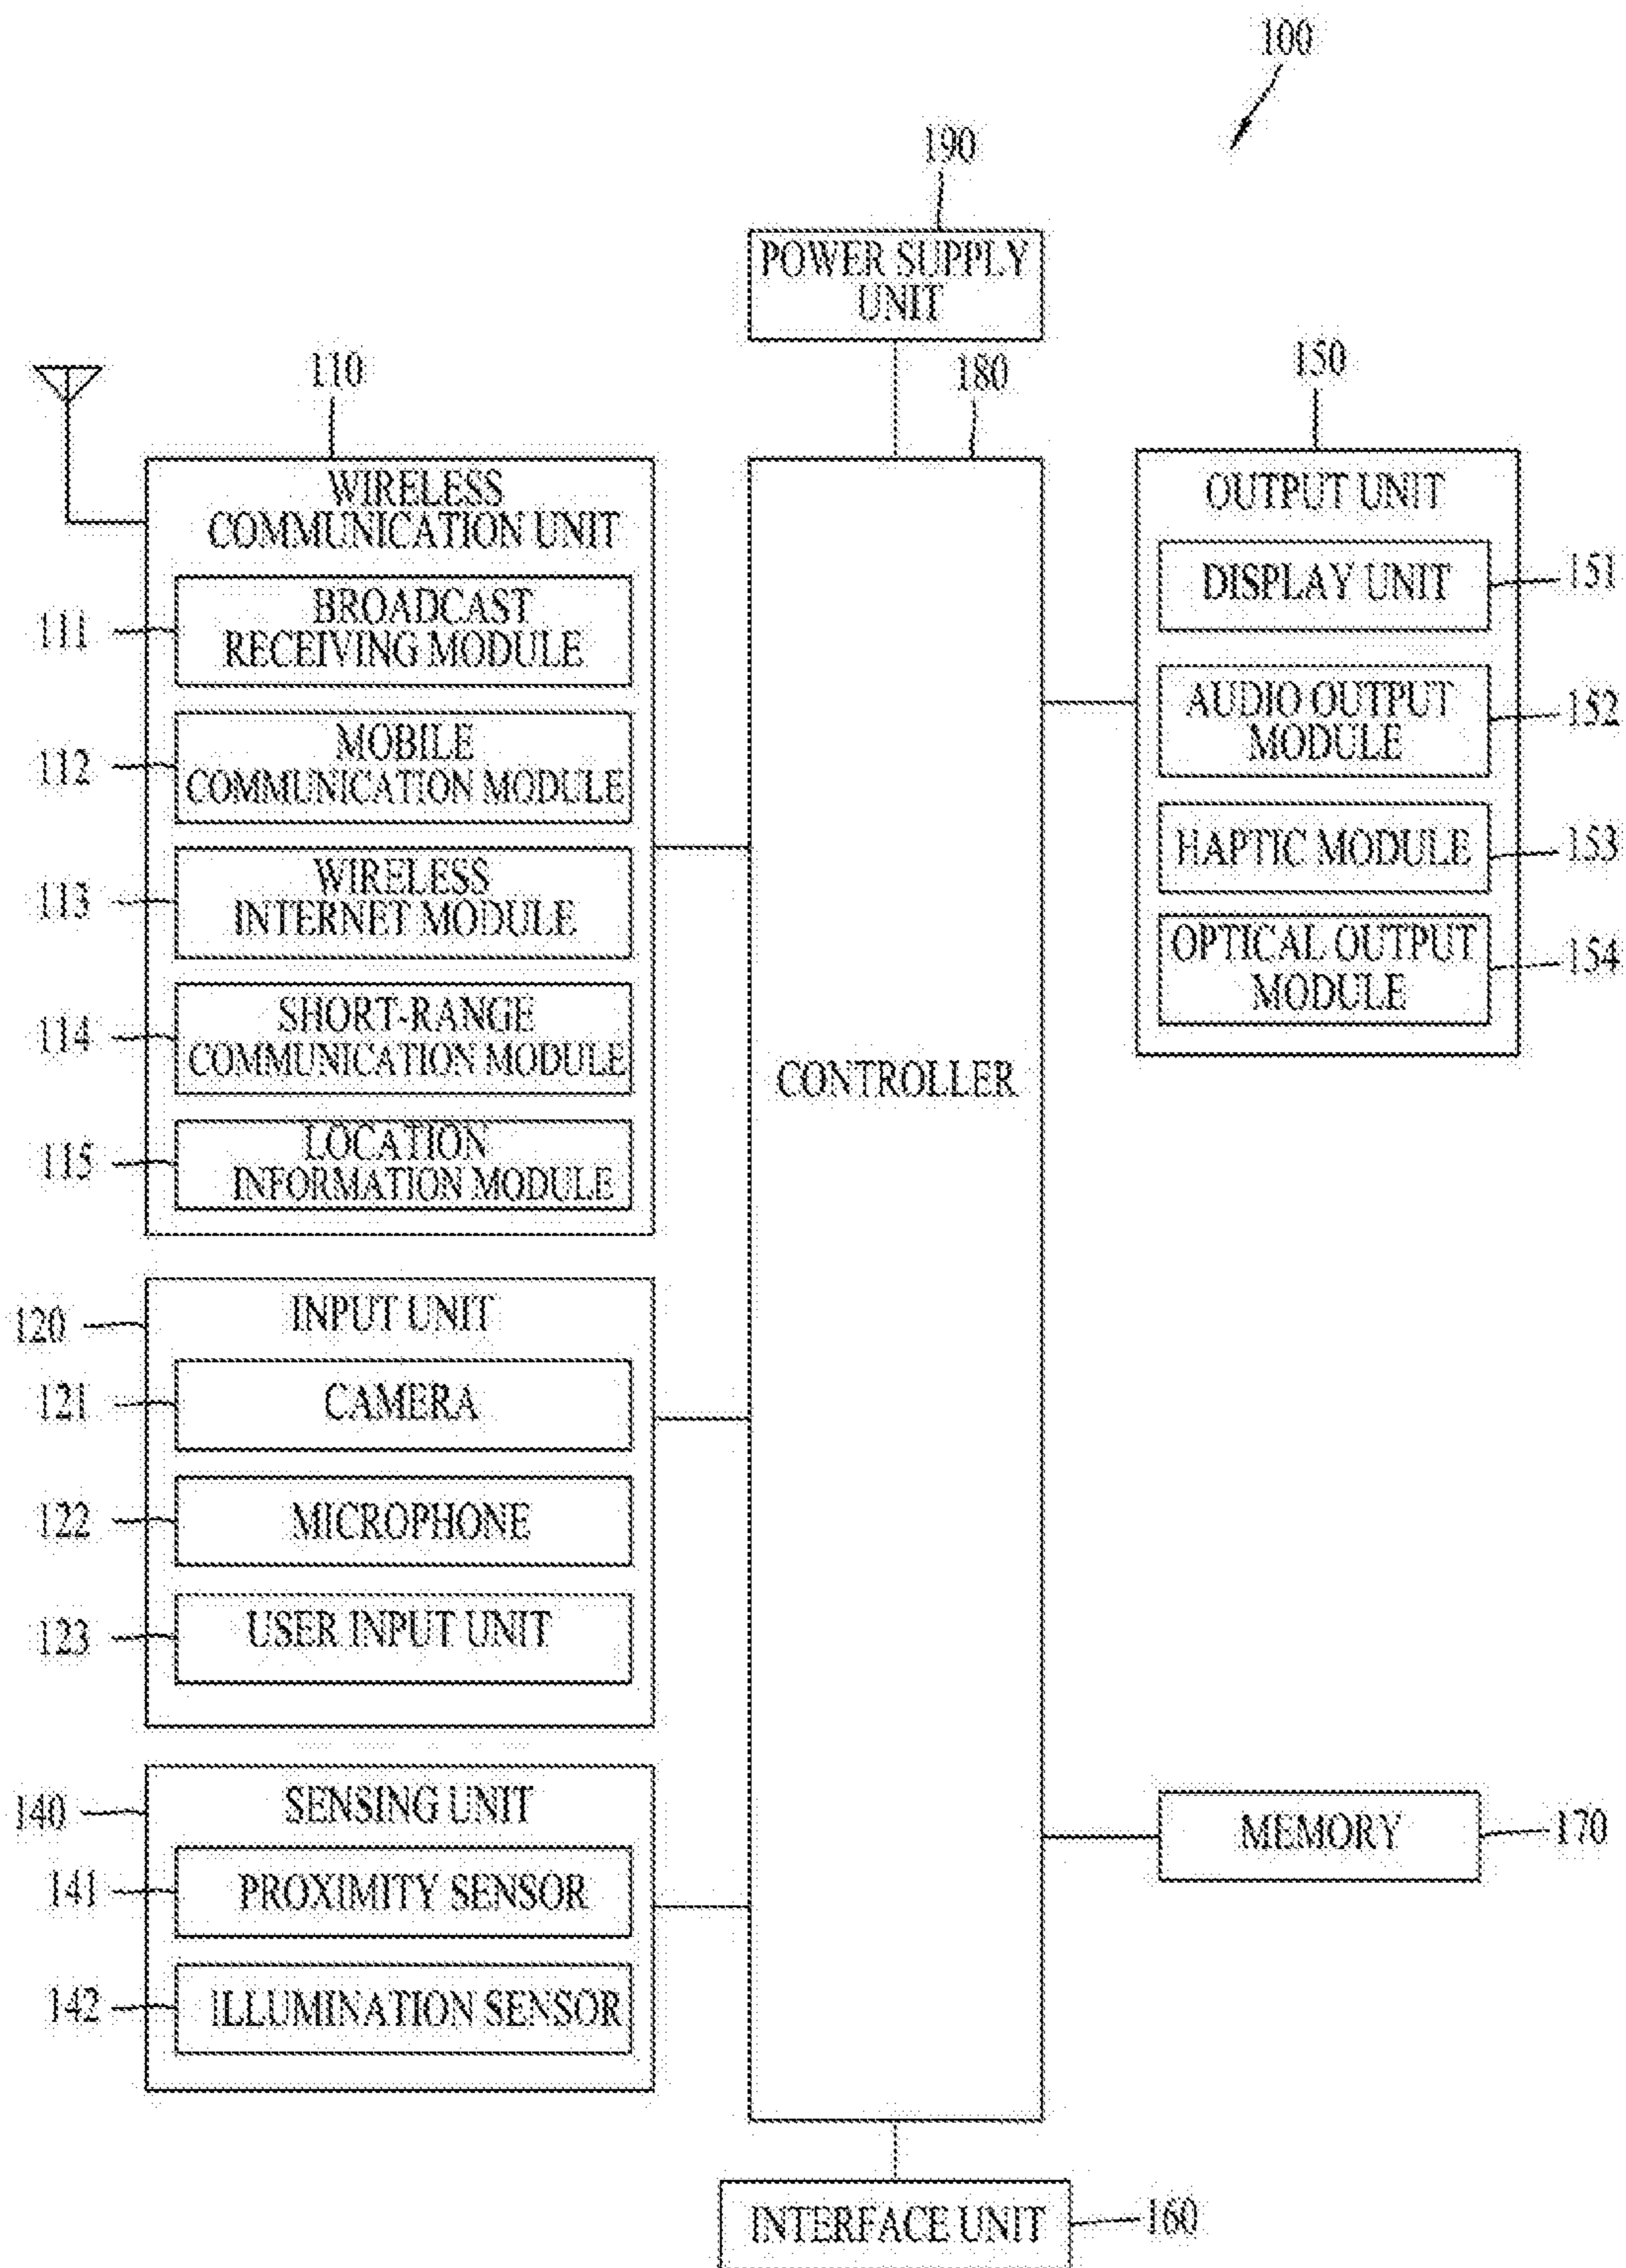 100
190
POWER SUPPLY
UNIT
110
180
150
WIRELESS
COMMUNICATION UNIT
111
BROADCAST
RECEIVING MODULE
112
MOBILE
COMMUNICATION MODULE
113
WIRELESS
INTERNET MODULE
114
SHORT-RANGE
COMMUNICATION MODULE
115
LOCATION
INFORMATION MODULE
120
INPUT UNIT
121
CAMERA
122
MICROPHONE
123
USER INPUT UNIT
140
SENSING UNIT
141
PROXIMITY SENSOR
142
ILLUMINATION SENSOR
CONTROLLER
OUTPUT UNIT
DISPLAY UNIT
151
AUDIO OUTPUT
MODULE
152
HAPTIC MODULE
153
OPTICAL OUTPUT
MODULE
154
MEMORY
170
INTERFACE UNIT
160